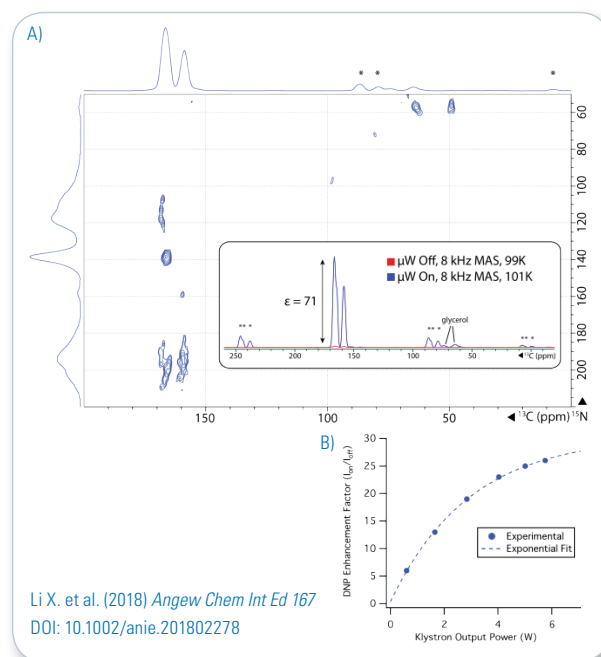 A)
* * *
60
80
100
120
140
160
180
200
µW Off, 8 kHz MAS, 99K
µW On, 8 kHz MAS, 101K
ε = 71
glycerol
** *
** *
** *
250 200 150 100 50 ◄ ¹³C (ppm)
150 100 50 ◄ ¹³C (ppm) ¹⁵N
B)
DNP Enhancement Factor (I_on/I_off)
30
25
20
15
10
5
0
Experimental
Exponential Fit
0 2 4 6
Klystron Output Power (W)
Li X. et al. (2018) Angew Chem Int Ed 167
DOI: 10.1002/anie.201802278